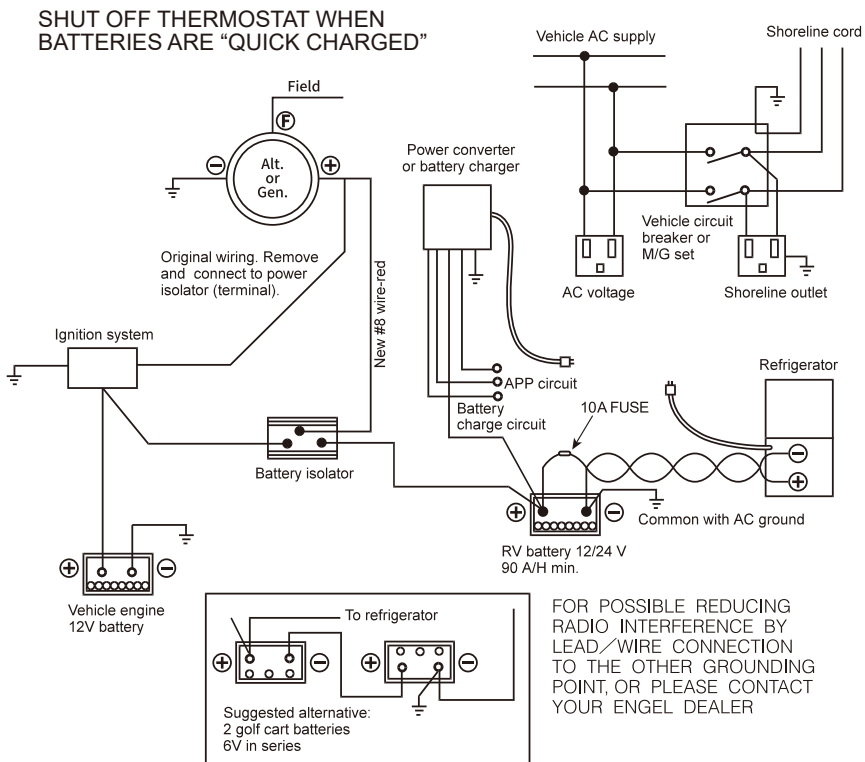 SHUT OFF THERMOSTAT WHEN
BATTERIES ARE “QUICK CHARGED”
Vehicle AC supply
Shoreline cord
Field
F
−
Alt.
or
Gen.
+
Power converter
or battery charger
Original wiring. Remove
and connect to power
isolator (terminal).
New #8 wire-red
Vehicle circuit
breaker or
M/G set
AC voltage
Shoreline outlet
Ignition system
APP circuit
Battery
charge circuit
10A FUSE
Refrigerator
−
+
Battery isolator
+
−
Common with AC ground
RV battery 12/24 V
90 A/H min.
+
−
Vehicle engine
12V battery
To refrigerator
+
−
+
−
Suggested alternative:
2 golf cart batteries
6V in series
FOR POSSIBLE REDUCING
RADIO INTERFERENCE BY
LEAD／WIRE CONNECTION
TO THE OTHER GROUNDING
POINT, OR PLEASE CONTACT
YOUR ENGEL DEALER